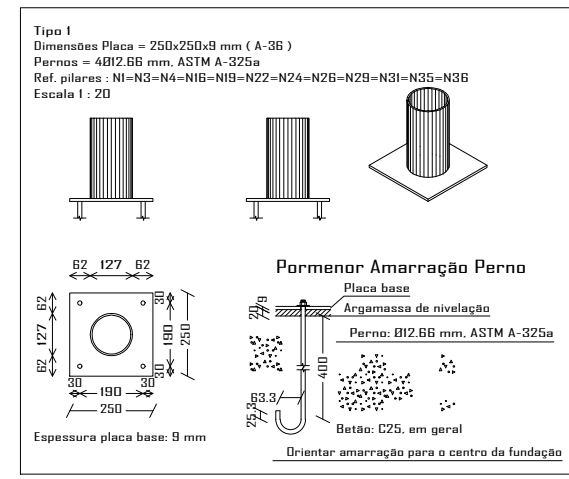 Tipo 1
Dimensões Placa = 250x250x9 mm ( A-36 )
Pernos = 4Ø12.66 mm, ASTM A-325a
Ref. pilares : N1=N3=N4=N16=N19=N22=N24=N26=N29=N31=N35=N36
Escala 1 : 20
62 127 62
62
127
62
30
190
30
250
30 30
190
250
Espessura placa base: 9 mm
Pormenor Amarração Perno
Placa base
Argamassa de nivelação
Perno: Ø12.66 mm, ASTM A-325a
20
9
400
63.3
25.3
Betão: C25, em geral
Orientar amarração para o centro da fundação